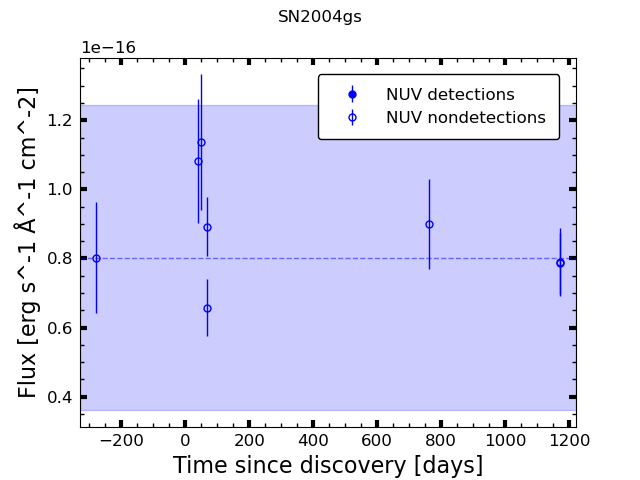 SN2004gs
1e−16
NUV detections
NUV nondetections
1.2
1.0
0.8
0.6
0.4
Flux [erg s^-1 Å^-1 cm^-2]
−200 0 200 400 600 800 1000 1200
Time since discovery [days]